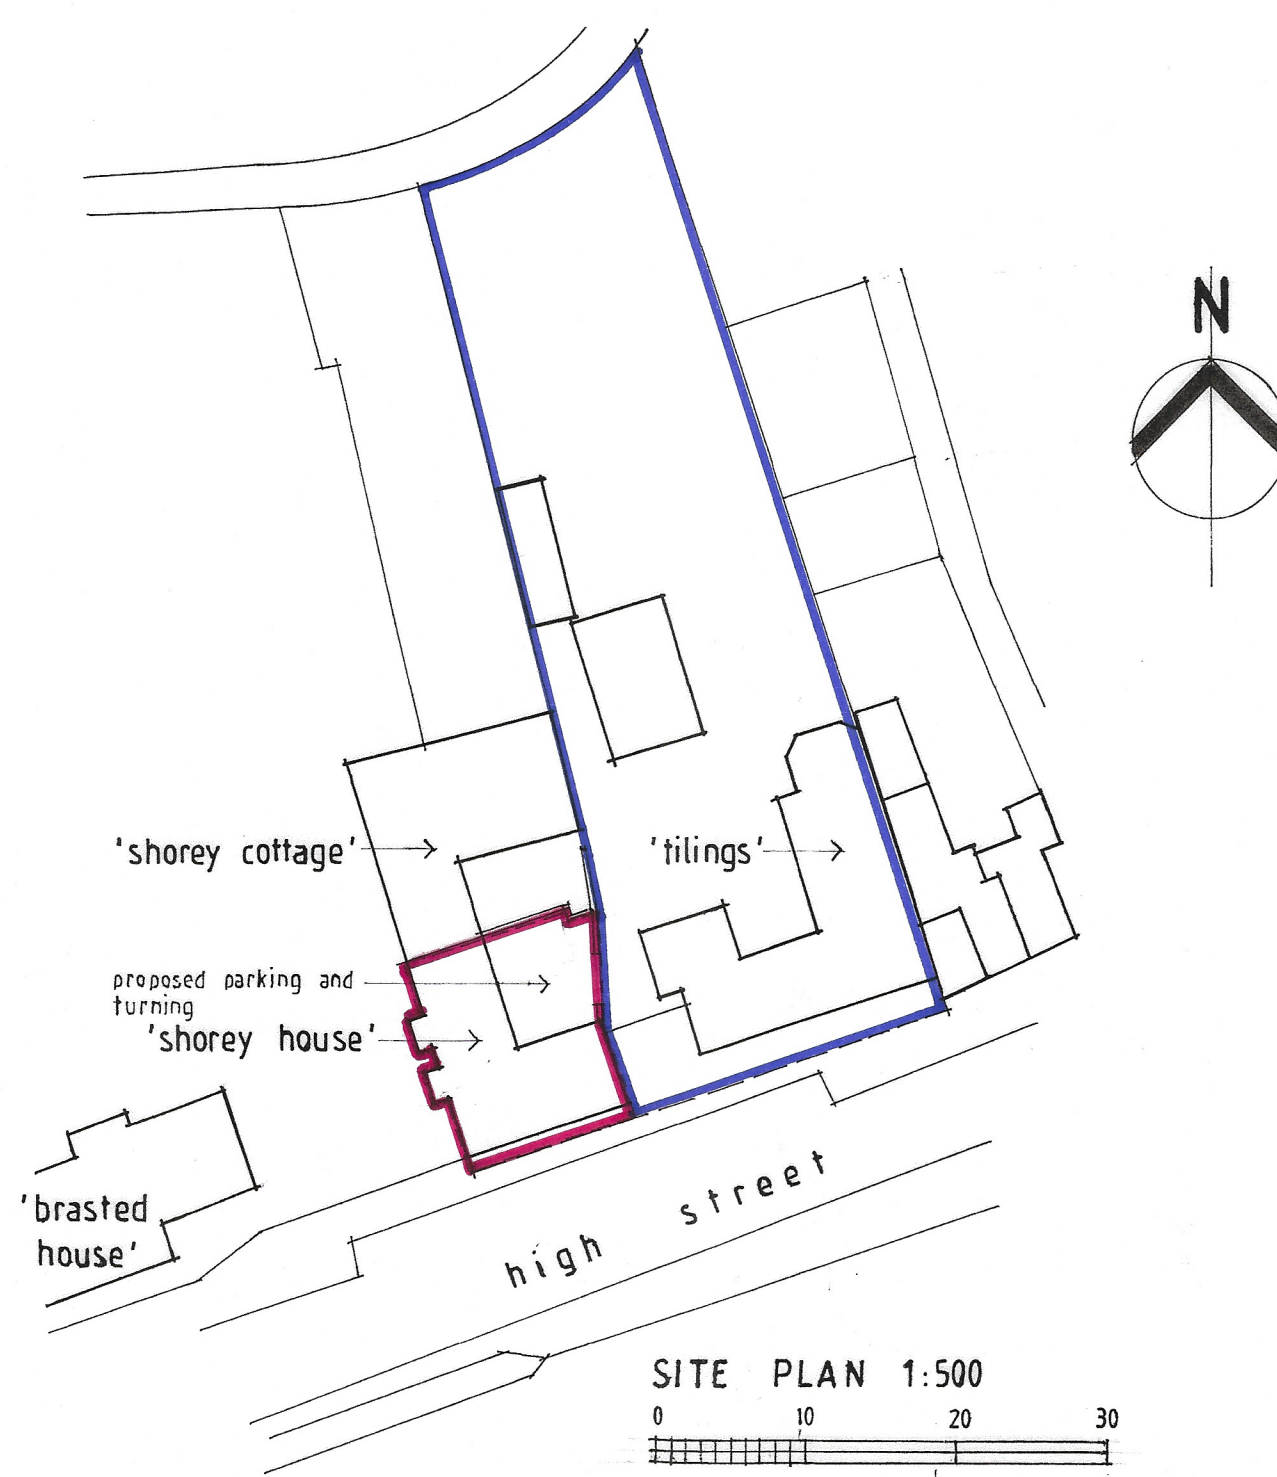 N
'shorey cottage'
'tilings'
proposed parking and
turning
'shorey house'
'brasted
house'
high street
SITE PLAN 1:500
0 10 20 30